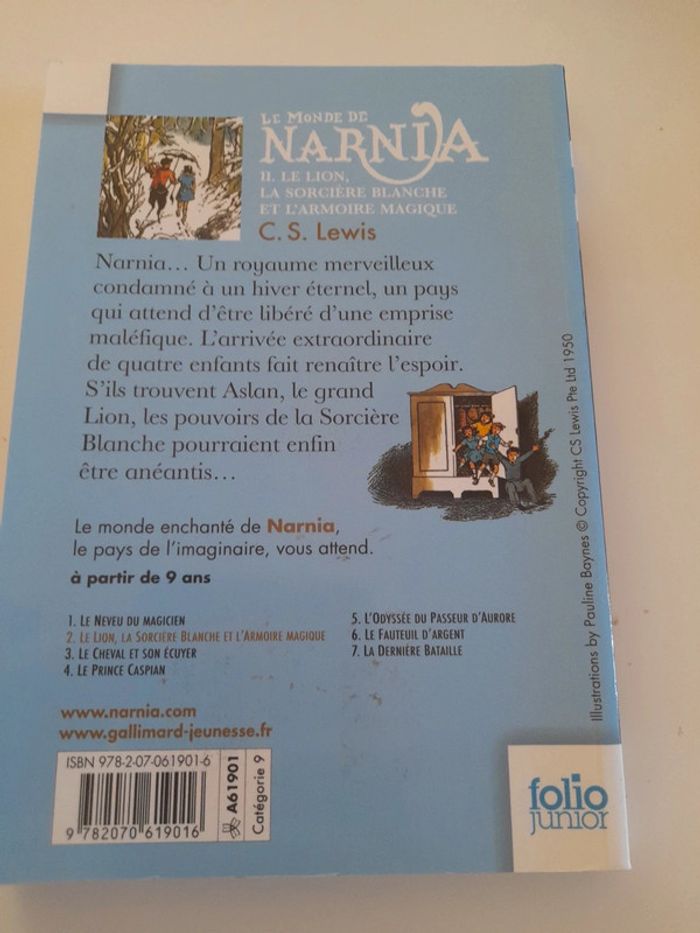 Le Monde de
Narnia
II. Le Lion,
la Sorcière Blanche
et l'Armoire magique
C. S. Lewis
Narnia… Un royaume merveilleux
condamné à un hiver éternel, un pays
qui attend d'être libéré d'une emprise
maléfique. L'arrivée extraordinaire
de quatre enfants fait renaître l'espoir.
S'ils trouvent Aslan, le grand
Lion, les pouvoirs de la Sorcière
Blanche pourraient enfin
être anéantis…
Le monde enchanté de Narnia,
le pays de l'imaginaire, vous attend.
à partir de 9 ans
1. Le Neveu du magicien
2. Le Lion, la Sorcière Blanche et l'Armoire magique
3. Le Cheval et son écuyer
4. Le Prince Caspian
5. L'Odyssée du Passeur d'Aurore
6. Le Fauteuil d'argent
7. La Dernière Bataille
www.narnia.com
www.gallimard-jeunesse.fr
ISBN 978-2-07-061901-6
9 782070 619016
A61901
Catégorie 9
folio
junior
Illustrations by Pauline Baynes © Copyright CS Lewis Pte Ltd 1950